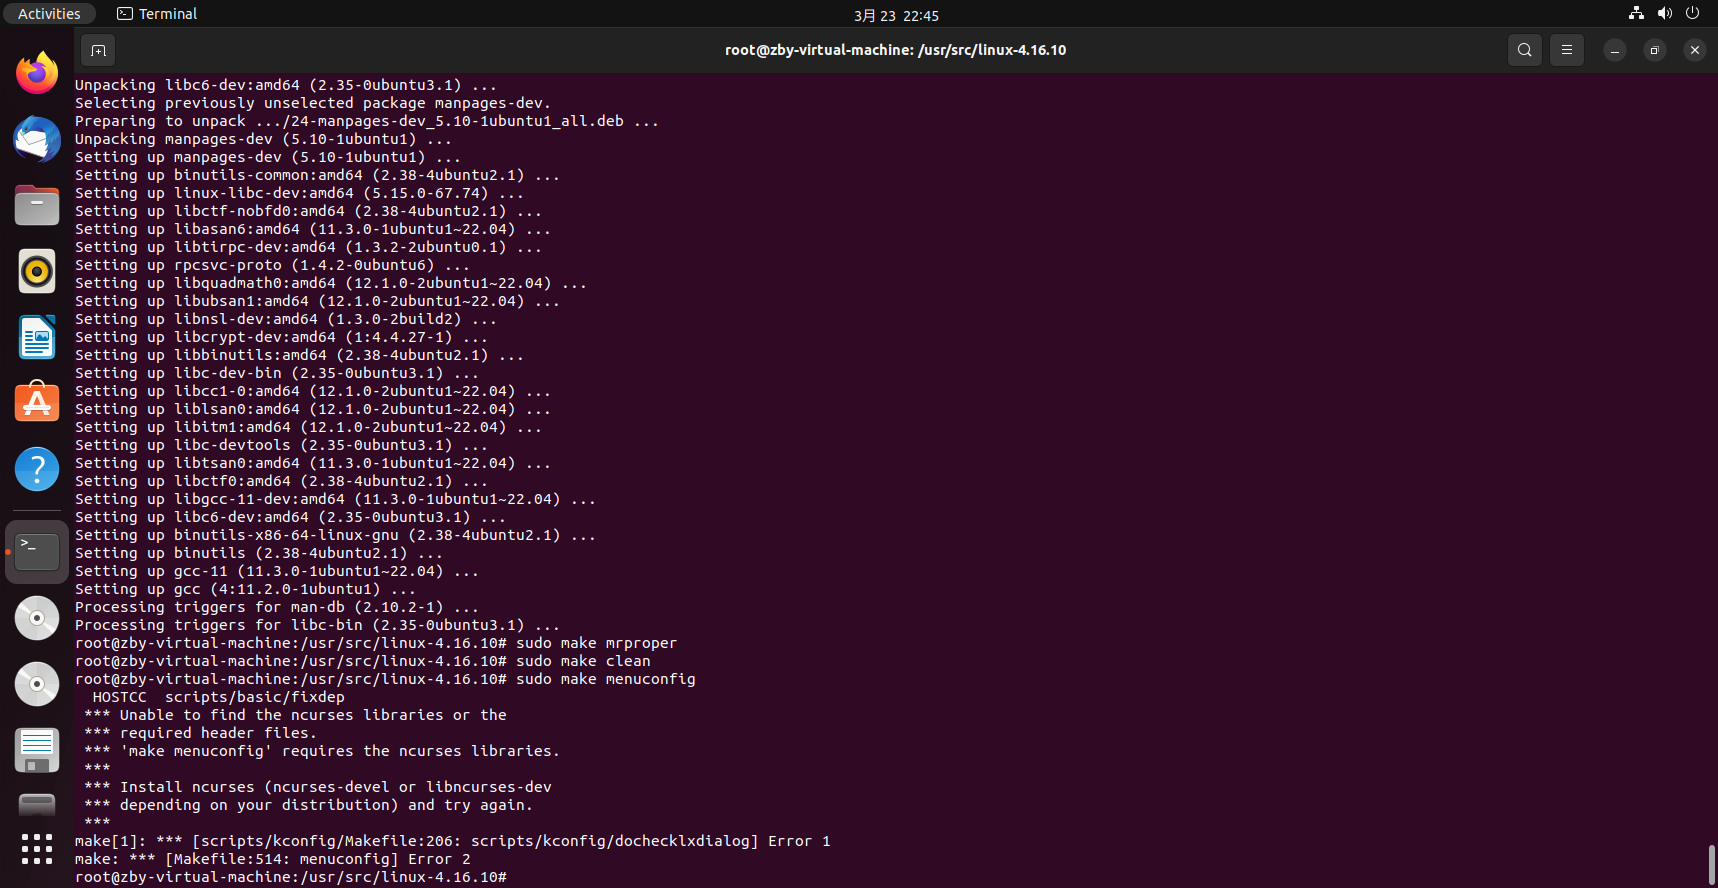 Activities
Terminal
3月 23 22:45
root@zby-virtual-machine: /usr/src/linux-4.16.10
Unpacking libc6-dev:amd64 (2.35-0ubuntu3.1) ...
Selecting previously unselected package manpages-dev.
Preparing to unpack .../24-manpages-dev_5.10-1ubuntu1_all.deb ...
Unpacking manpages-dev (5.10-1ubuntu1) ...
Setting up manpages-dev (5.10-1ubuntu1) ...
Setting up binutils-common:amd64 (2.38-4ubuntu2.1) ...
Setting up linux-libc-dev:amd64 (5.15.0-67.74) ...
Setting up libctf-nobfd0:amd64 (2.38-4ubuntu2.1) ...
Setting up libasan6:amd64 (11.3.0-1ubuntu1~22.04) ...
Setting up libtirpc-dev:amd64 (1.3.2-2ubuntu0.1) ...
Setting up rpcsvc-proto (1.4.2-0ubuntu6) ...
Setting up libquadmath0:amd64 (12.1.0-2ubuntu1~22.04) ...
Setting up libubsan1:amd64 (12.1.0-2ubuntu1~22.04) ...
Setting up libnsl-dev:amd64 (1.3.0-2build2) ...
Setting up libcrypt-dev:amd64 (1:4.4.27-1) ...
Setting up libbinutils:amd64 (2.38-4ubuntu2.1) ...
Setting up libc-dev-bin (2.35-0ubuntu3.1) ...
Setting up libcc1-0:amd64 (12.1.0-2ubuntu1~22.04) ...
Setting up liblsan0:amd64 (12.1.0-2ubuntu1~22.04) ...
Setting up libitm1:amd64 (12.1.0-2ubuntu1~22.04) ...
Setting up libc-devtools (2.35-0ubuntu3.1) ...
Setting up libtsan0:amd64 (11.3.0-1ubuntu1~22.04) ...
Setting up libctf0:amd64 (2.38-4ubuntu2.1) ...
Setting up libgcc-11-dev:amd64 (11.3.0-1ubuntu1~22.04) ...
Setting up libc6-dev:amd64 (2.35-0ubuntu3.1) ...
Setting up binutils-x86-64-linux-gnu (2.38-4ubuntu2.1) ...
Setting up binutils (2.38-4ubuntu2.1) ...
Setting up gcc-11 (11.3.0-1ubuntu1~22.04) ...
Setting up gcc (4:11.2.0-1ubuntu1) ...
Processing triggers for man-db (2.10.2-1) ...
Processing triggers for libc-bin (2.35-0ubuntu3.1) ...
root@zby-virtual-machine:/usr/src/linux-4.16.10# sudo make mrproper
root@zby-virtual-machine:/usr/src/linux-4.16.10# sudo make clean
root@zby-virtual-machine:/usr/src/linux-4.16.10# sudo make menuconfig
  HOSTCC  scripts/basic/fixdep
 *** Unable to find the ncurses libraries or the
 *** required header files.
 *** 'make menuconfig' requires the ncurses libraries.
 ***
 *** Install ncurses (ncurses-devel or libncurses-dev
 *** depending on your distribution) and try again.
 ***
make[1]: *** [scripts/kconfig/Makefile:206: scripts/kconfig/dochecklxdialog] Error 1
make: *** [Makefile:514: menuconfig] Error 2
root@zby-virtual-machine:/usr/src/linux-4.16.10#